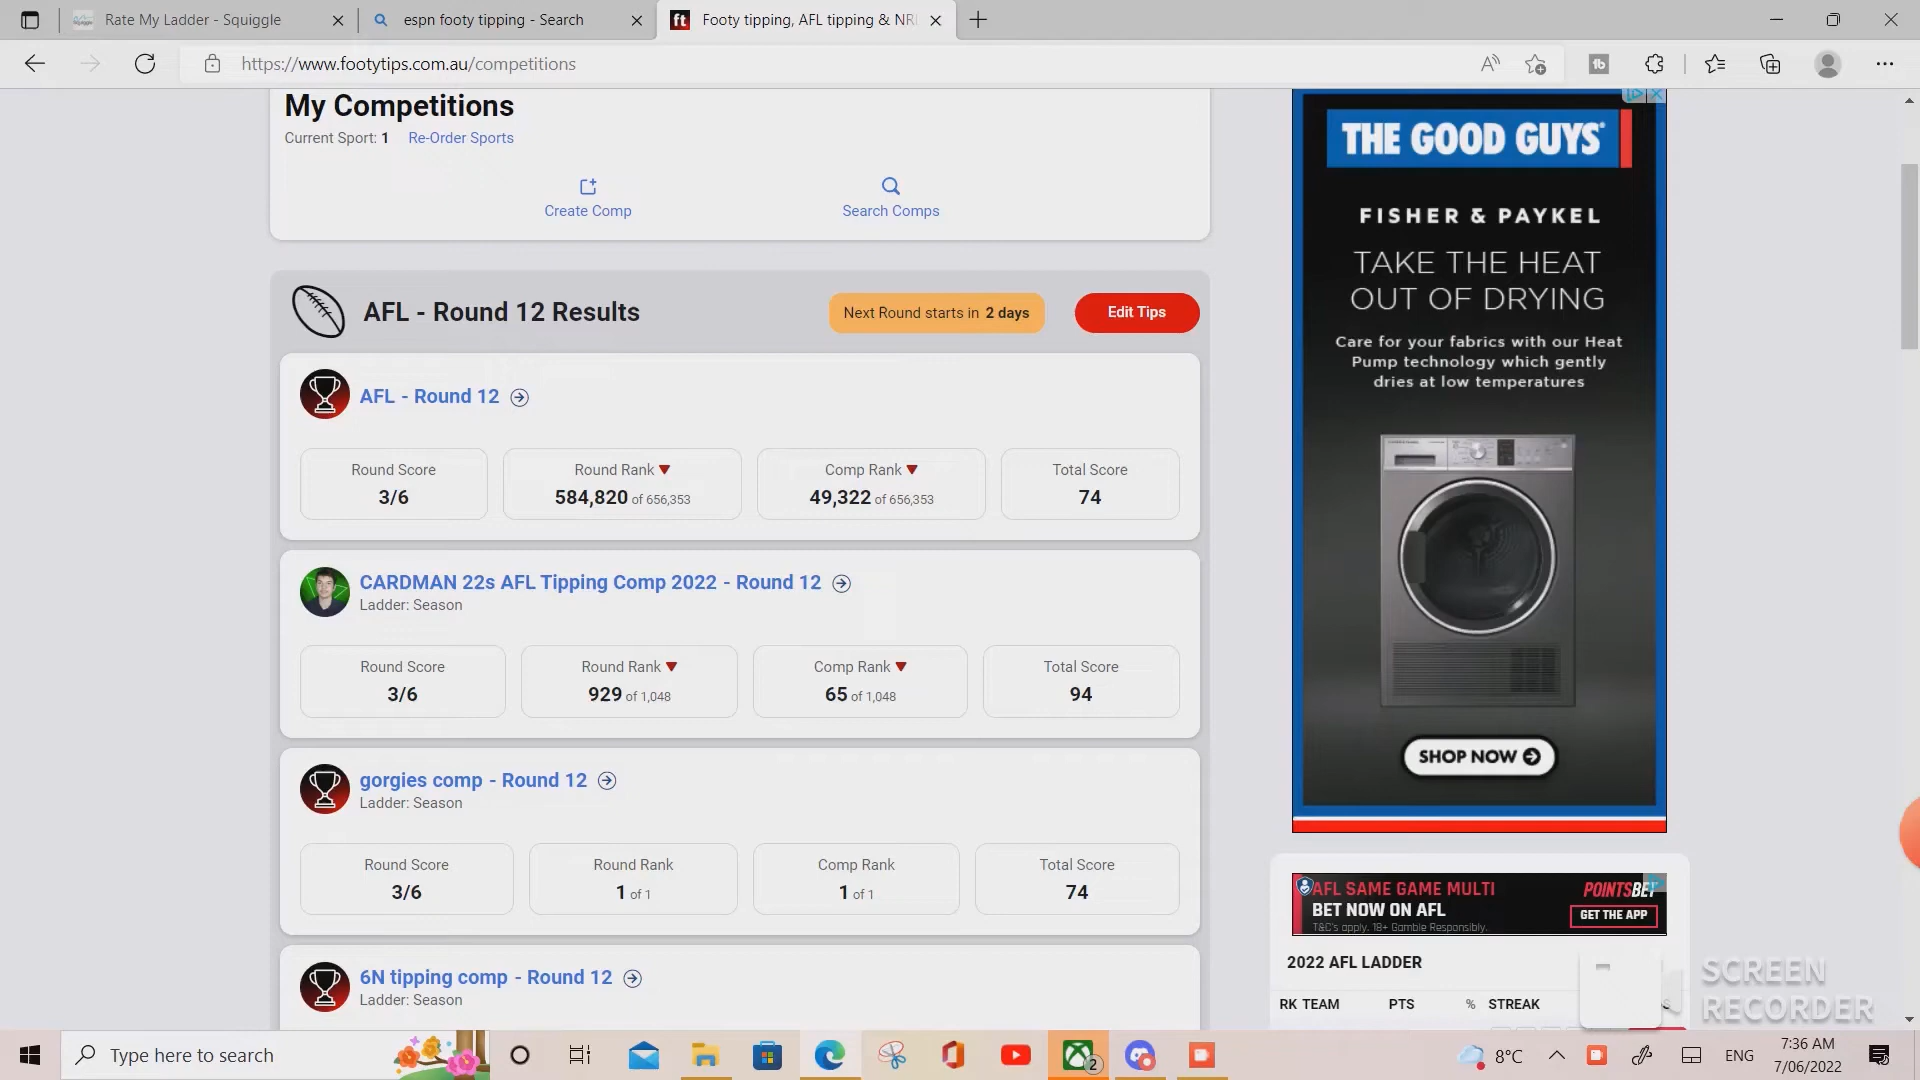 Rate My Ladder - Squiggle
espn footy tipping - Search
ft Footy tipping, AFL tipping & NRL
https://www.footytips.com.au/competitions
My Competitions
Current Sport: 1 Re-Order Sports
Create Comp Search Comps
AFL - Round 12 Results
Next Round starts in 2 days
Edit Tips
AFL - Round 12
Round Score Round Rank Comp Rank Total Score
3/6 584,820 of 656,353 49,322 of 656,353 74
CARDMAN 22s AFL Tipping Comp 2022 - Round 12
Ladder: Season
Round Score Round Rank Comp Rank Total Score
3/6 929 of 1,048 65 of 1,048 94
gorgies comp - Round 12
Ladder: Season
Round Score Round Rank Comp Rank Total Score
3/6 1 of 1 1 of 1 74
6N tipping comp - Round 12
Ladder: Season
THE GOOD GUYS
FISHER & PAYKEL
TAKE THE HEAT
OUT OF DRYING
Care for your fabrics with our Heat
Pump technology which gently
dries at low temperatures
SHOP NOW
AFL SAME GAME MULTI
BET NOW ON AFL
T&C's apply. 18+ Gamble Responsibly.
POINTSBET
GET THE APP
2022 AFL LADDER
RK TEAM PTS % STREAK
SCREEN
RECORDER
Type here to search
2
8°C
ENG
7:36 AM
7/06/2022